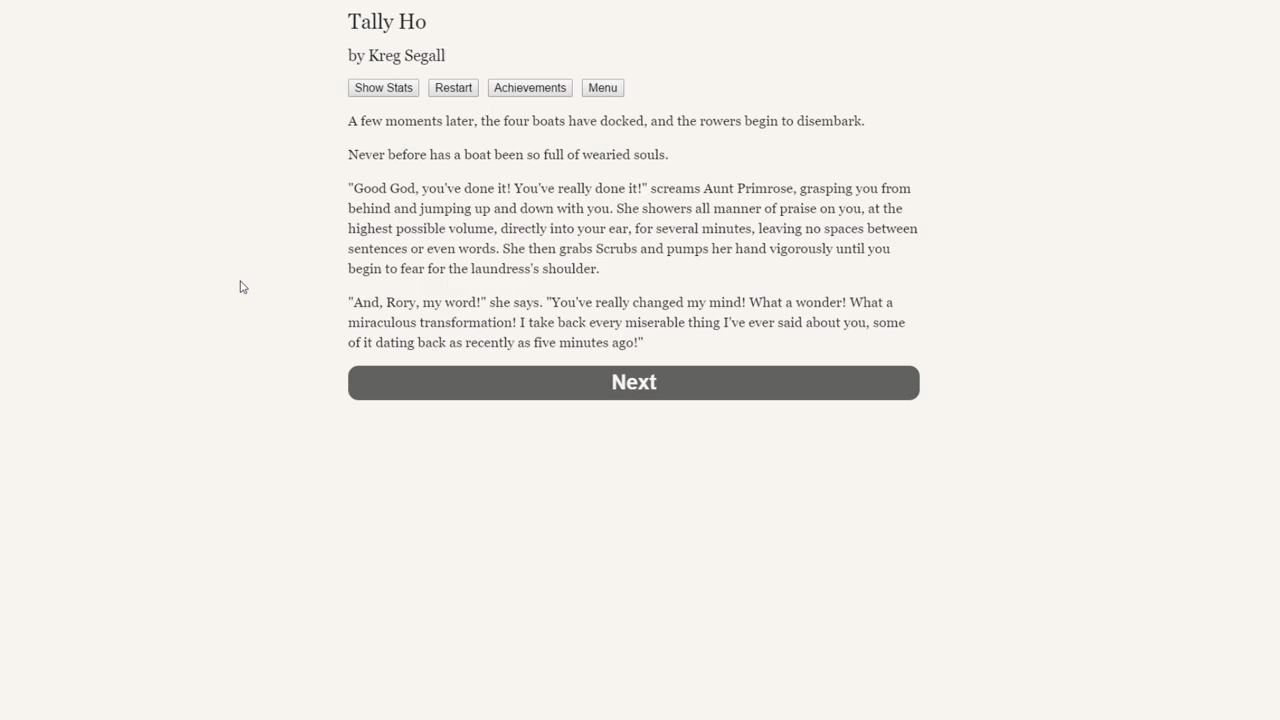 Tally Ho
by Kreg Segall
Show Stats Restart Achievements Menu
A few moments later, the four boats have docked, and the rowers begin to disembark.
Never before has a boat been so full of wearied souls.
"Good God, you've done it! You've really done it!" screams Aunt Primrose, grasping you from
behind and jumping up and down with you. She showers all manner of praise on you, at the
highest possible volume, directly into your ear, for several minutes, leaving no spaces between
sentences or even words. She then grabs Scrubs and pumps her hand vigorously until you
begin to fear for the laundress's shoulder.
"And, Rory, my word!" she says. "You've really changed my mind! What a wonder! What a
miraculous transformation! I take back every miserable thing I've ever said about you, some
of it dating back as recently as five minutes ago!"
Next